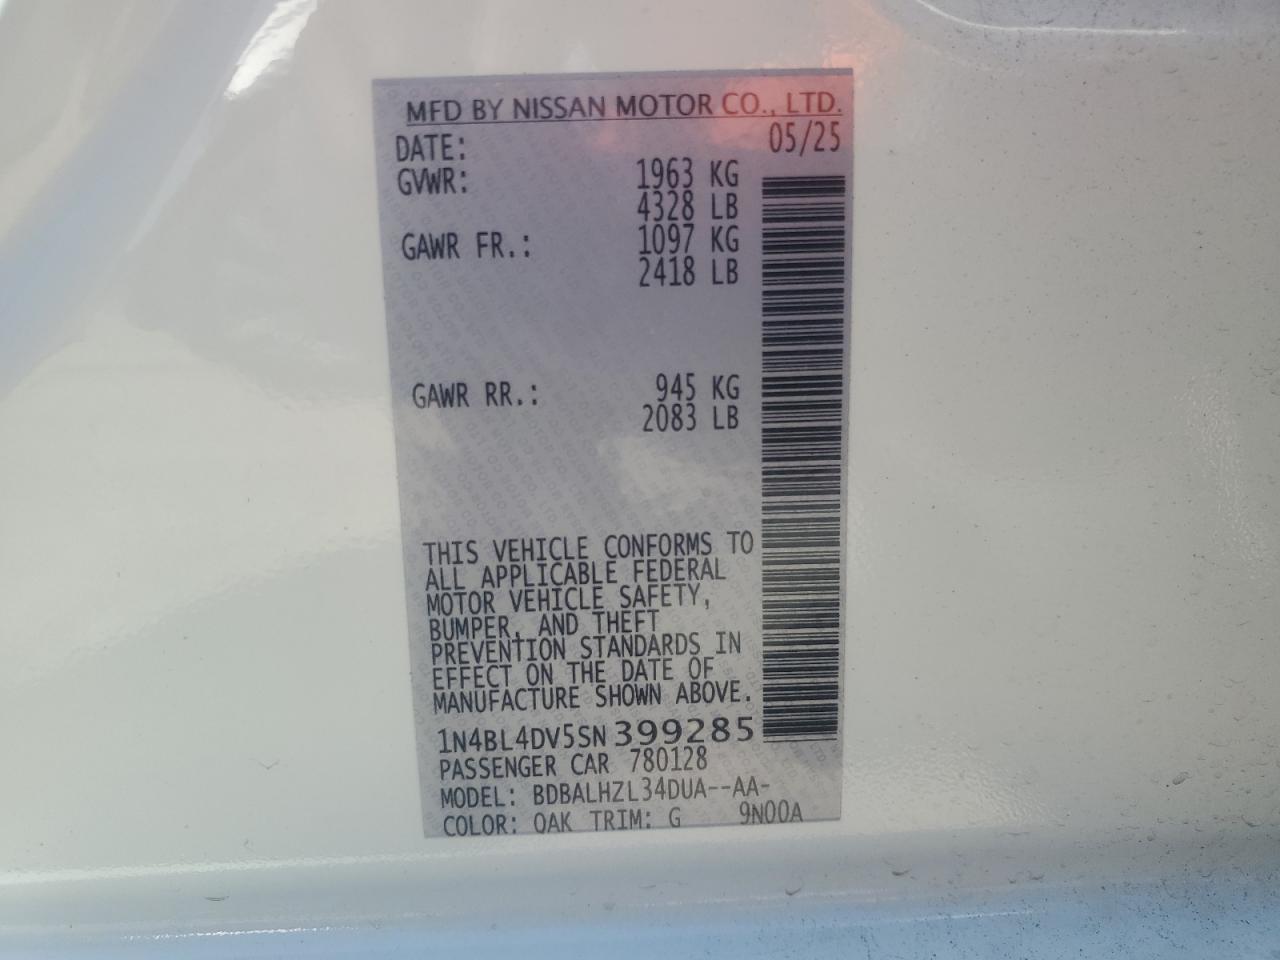 MFD BY NISSAN MOTOR CO., LTD.
DATE: 05/25
GVWR: 1963 KG
4328 LB
GAWR FR.: 1097 KG
2418 LB
GAWR RR.: 945 KG
2083 LB
THIS VEHICLE CONFORMS TO
ALL APPLICABLE FEDERAL
MOTOR VEHICLE SAFETY,
BUMPER, AND THEFT
PREVENTION STANDARDS IN
EFFECT ON THE DATE OF
MANUFACTURE SHOWN ABOVE.
1N4BL4DV5SN399285
PASSENGER CAR 780128
MODEL: BDBALHZL34DUA--AA-
COLOR: QAK TRIM: G 9N00A